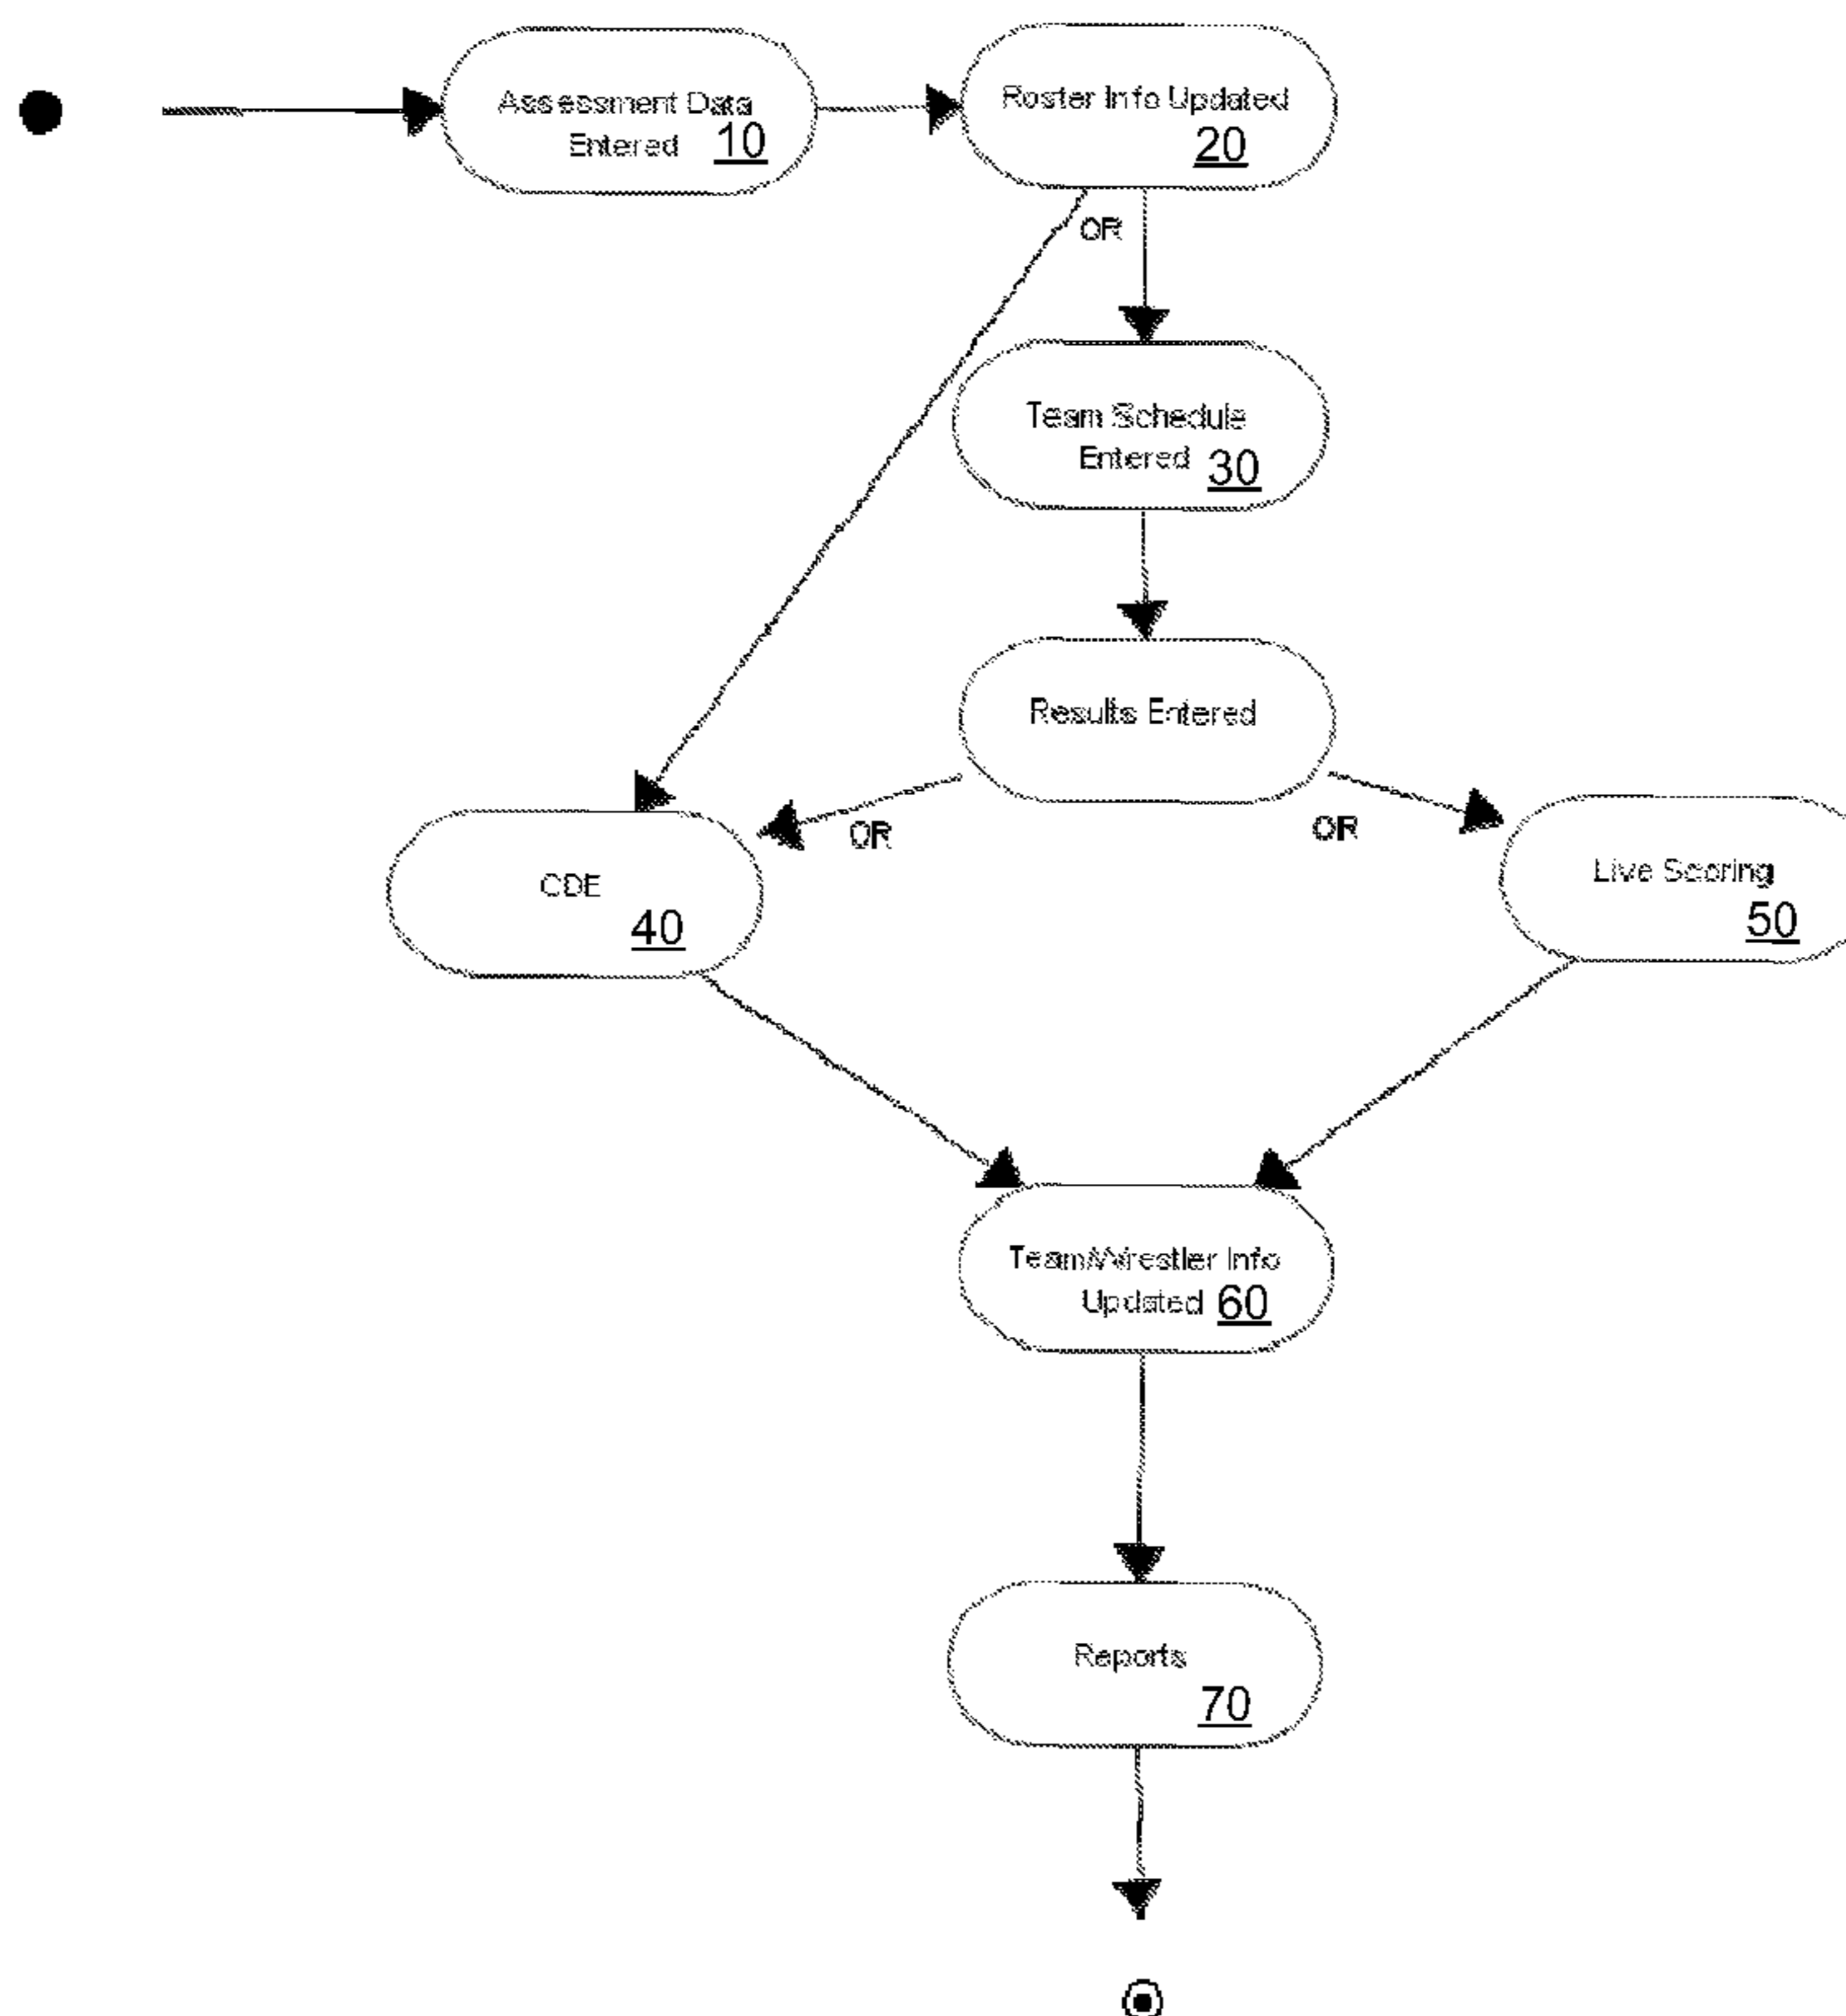 Assessment Data
Entered 10
Roster Info Updated
20
OR
Team Schedule
Entered 30
Results Entered
OR
OR
CDE
40
Live Scoring
50
Team/Wrestler Info
Updated 60
Reports
70